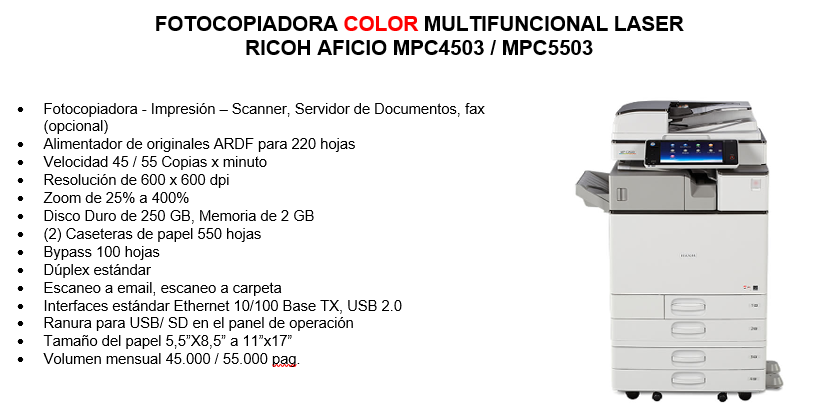 FOTOCOPIADORA COLOR MULTIFUNCIONAL LASER
RICOH AFICIO MPC4503 / MPC5503
• Fotocopiadora - Impresión – Scanner, Servidor de Documentos, fax
(opcional)
• Alimentador de originales ARDF para 220 hojas
• Velocidad 45 / 55 Copias x minuto
• Resolución de 600 x 600 dpi
• Zoom de 25% a 400%
• Disco Duro de 250 GB, Memoria de 2 GB
• (2) Caseteras de papel 550 hojas
• Bypass 100 hojas
• Dúplex estándar
• Escaneo a email, escaneo a carpeta
• Interfaces estándar Ethernet 10/100 Base TX, USB 2.0
• Ranura para USB/ SD en el panel de operación
• Tamaño del papel 5,5”X8,5” a 11”x17”
• Volumen mensual 45.000 / 55.000 pag.